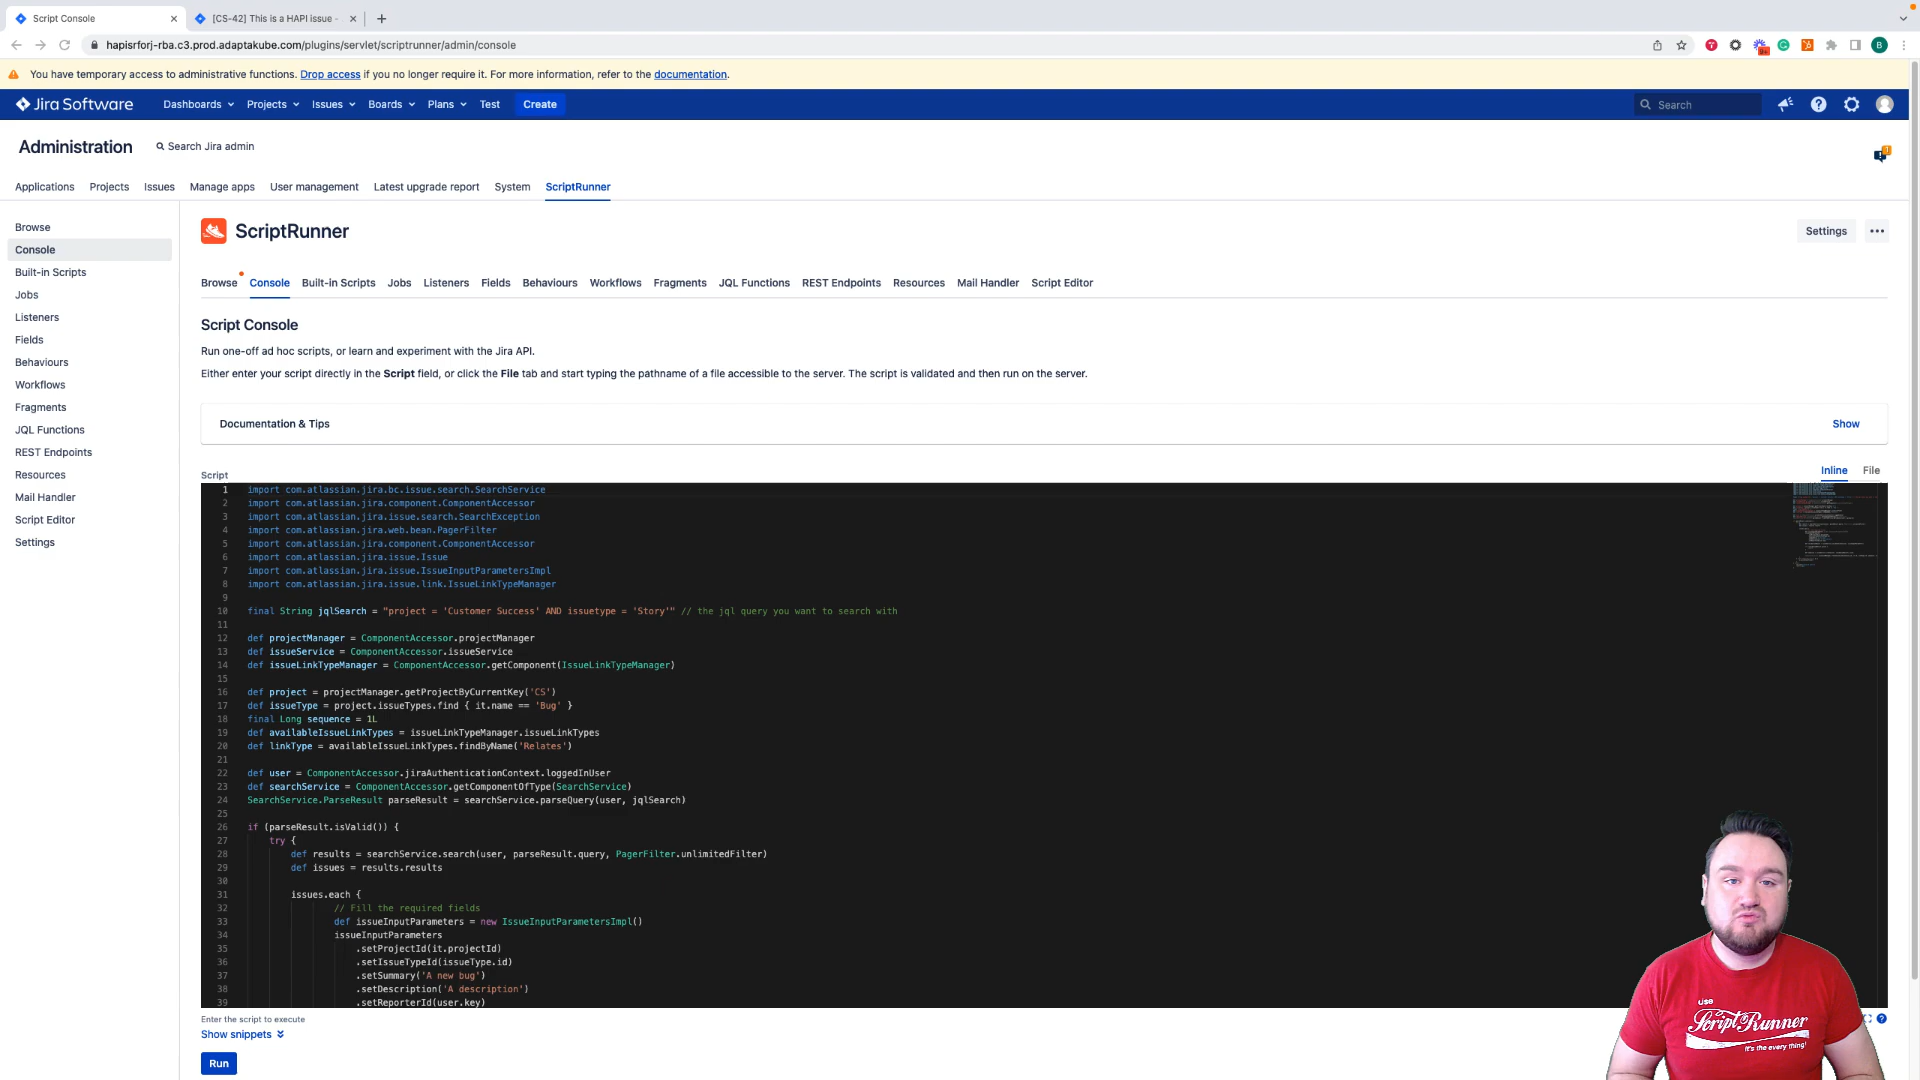 Script Console
[CS-42] This is a HAPI issue -
hapisrforj-rba.c3.prod.adaptakube.com/plugins/servlet/scriptrunner/admin/console
B
You have temporary access to administrative functions. Drop access if you no longer require it. For more information, refer to the documentation.
Jira Software
Dashboards
Projects
Issues
Boards
Plans
Test
Create
Search
Administration
Search Jira admin
Applications
Projects
Issues
Manage apps
User management
Latest upgrade report
System
ScriptRunner
Browse
Console
Built-in Scripts
Jobs
Listeners
Fields
Behaviours
Workflows
Fragments
JQL Functions
REST Endpoints
Resources
Mail Handler
Script Editor
Settings
ScriptRunner
Settings
Browse
Console
Built-in Scripts
Jobs
Listeners
Fields
Behaviours
Workflows
Fragments
JQL Functions
REST Endpoints
Resources
Mail Handler
Script Editor
Script Console
Run one-off ad hoc scripts, or learn and experiment with the Jira API.
Either enter your script directly in the Script field, or click the File tab and start typing the pathname of a file accessible to the server. The script is validated and then run on the server.
Documentation & Tips
Show
Script
Inline
File
1 import com.atlassian.jira.bc.issue.search.SearchService
2 import com.atlassian.jira.component.ComponentAccessor
3 import com.atlassian.jira.issue.search.SearchException
4 import com.atlassian.jira.web.bean.PagerFilter
5 import com.atlassian.jira.component.ComponentAccessor
6 import com.atlassian.jira.issue.Issue
7 import com.atlassian.jira.issue.IssueInputParametersImpl
8 import com.atlassian.jira.issue.link.IssueLinkTypeManager
9
10 final String jqlSearch = “project = 'Customer Success' AND issuetype = 'Story'" // the jql query you want to search with
11
12 def projectManager = ComponentAccessor.projectManager
13 def issueService = ComponentAccessor.issueService
14 def issueLinkTypeManager = ComponentAccessor.getComponent(IssueLinkTypeManager)
15
16 def project = projectManager.getProjectByCurrentKey('CS')
17 def issueType = project.issueTypes.find { it.name == 'Bug' }
18 final Long sequence = 1L
19 def availableIssueLinkTypes = issueLinkTypeManager.issueLinkTypes
20 def linkType = availableIssueLinkTypes.findByName('Relates')
21
22 def user = ComponentAccessor.jiraAuthenticationContext.loggedInUser
23 def searchService = ComponentAccessor.getComponentOfType(SearchService)
24 SearchService.ParseResult parseResult = searchService.parseQuery(user, jqlSearch)
25
26 if (parseResult.isValid()) {
27 try {
28 def results = searchService.search(user, parseResult.query, PagerFilter.unlimitedFilter)
29 def issues = results.results
30
31 issues.each {
32 // Fill the required fields
33 def issueInputParameters = new IssueInputParametersImpl()
34 issueInputParameters
35 .setProjectId(it.projectId)
36 .setIssueTypeId(issueType.id)
37 .setSummary('A new bug')
38 .setDescription('A description')
39 .setReporterId(user.key)
Enter the script to execute
Show snippets
Run
use
ScriptRunner
it's the every thing!